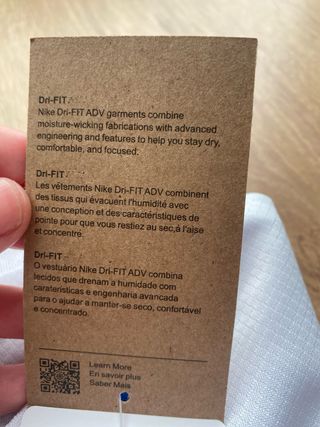 Dri-FIT
Nike Dri-FIT ADV garments combine
moisture-wicking fabrications with advanced
engineering and features to help you stay dry,
comfortable, and focused.
Dri-FIT
Les vêtements Nike Dri-FIT ADV combinent
des tissus qui évacuent l'humidité avec
une conception et des caractéristiques de
pointe pour que vous restiez au sec,à l'aise
et concentré.
Dri-FIT
O vestuário Nike Dri-FIT ADV combina
tecidos que drenam a humidade com
caraterísticas e engenharia avançada
para o ajudar a manter-se seco, confortável
e concentrado.
Learn More
En savoir plus
Saber Mais